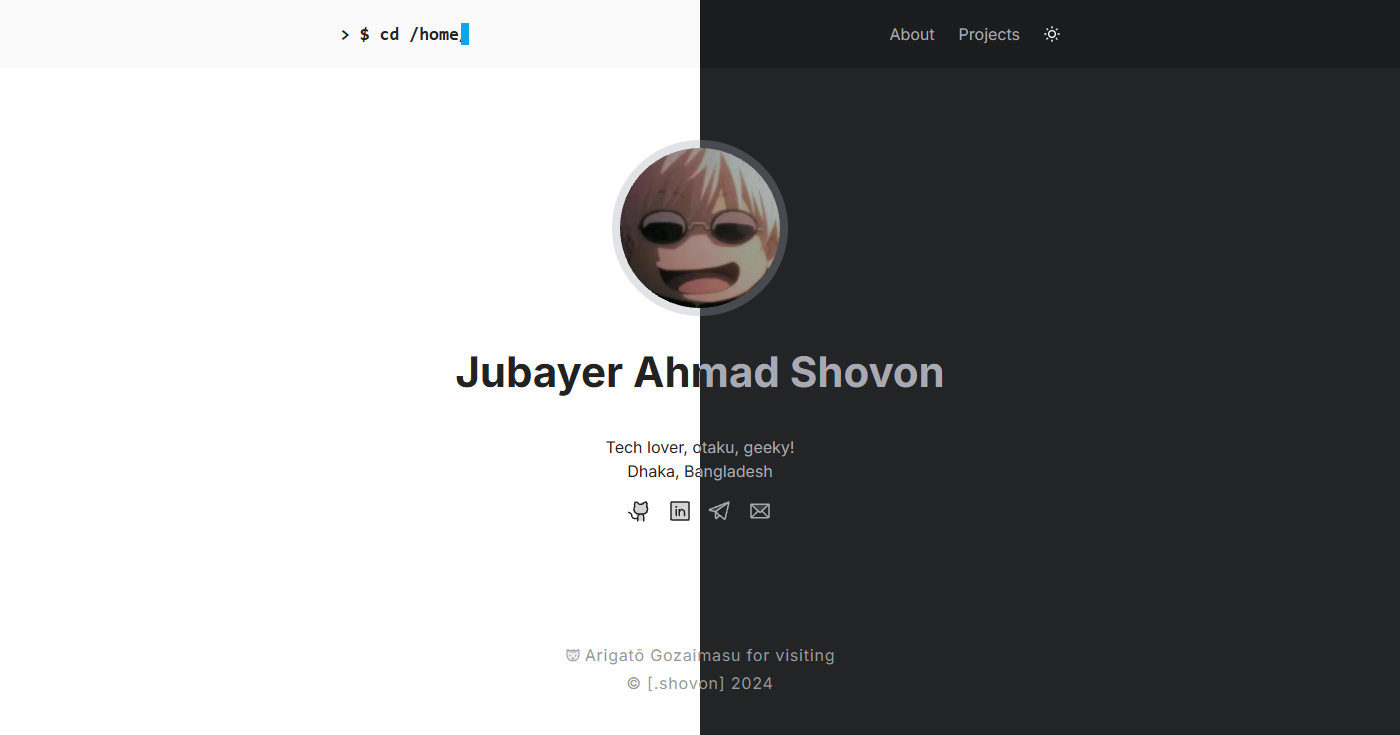 > $ cd /home/
About Projects
Jubayer Ahmad Shovon
Tech lover, otaku, geeky!
Dhaka, Bangladesh
in
Arigatō Gozaimasu for visiting
© [.shovon] 2024